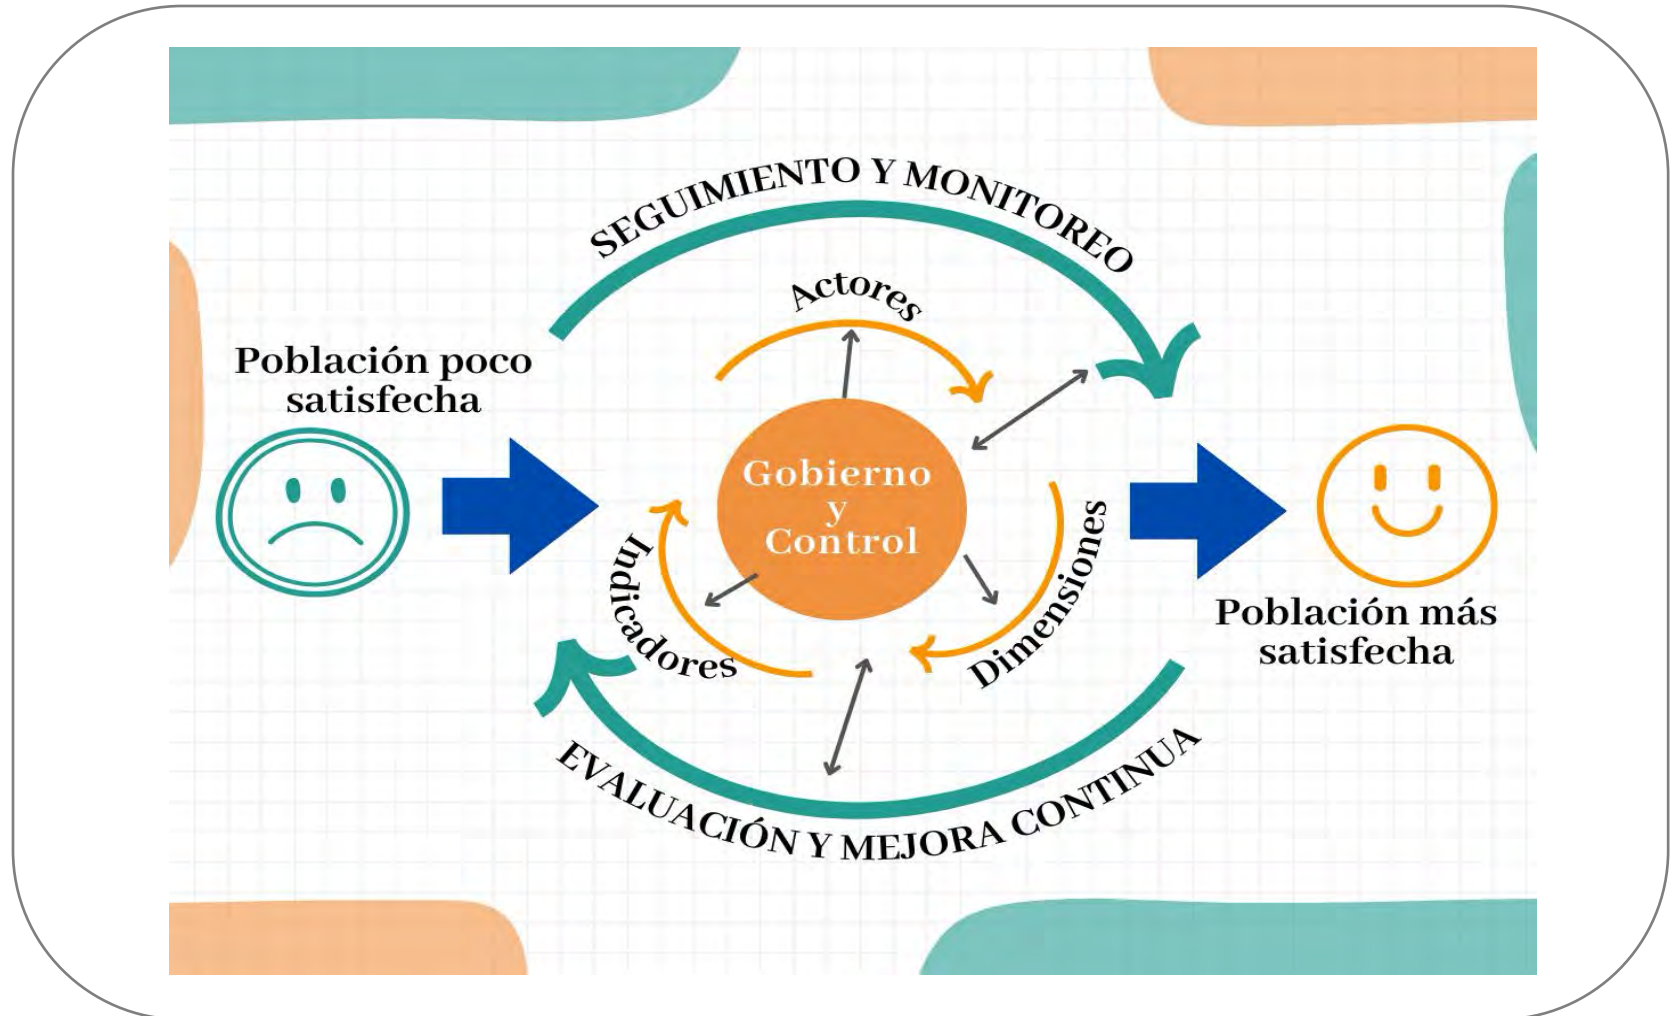 SEGUIMIENTO Y MONITOREO
Actores
Población poco
satisfecha
Gobierno
y
Control
Indicadores
Dimensiones
Población más
satisfecha
EVALUACIÓN Y MEJORA CONTINUA